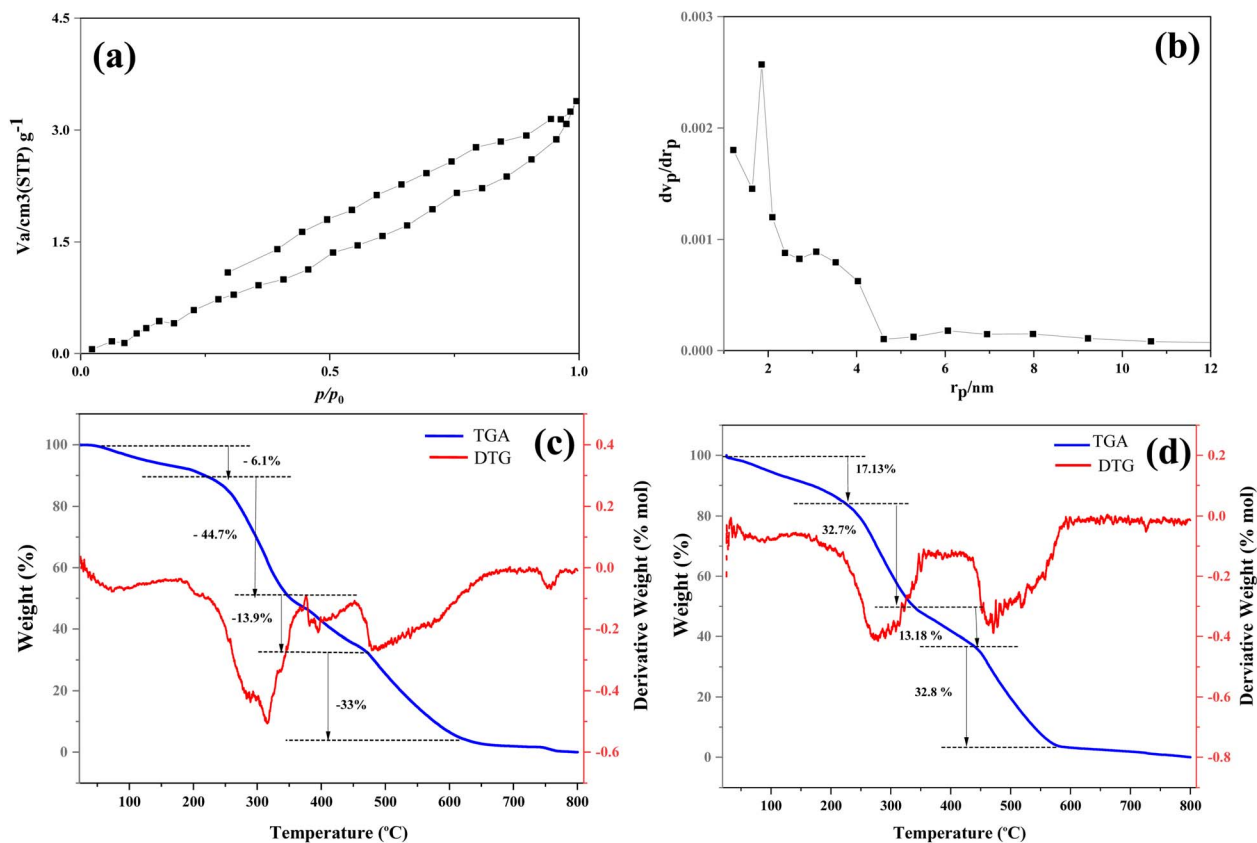 (a)
4.5
3.0
1.5
0.0
Va/cm3(STP) g-1
0.0 0.5 1.0
p/p0
(b)
0.003
0.002
0.001
0.000
dvp/drp
2 4 6 8 10 12
rp/nm
(c)
TGA
DTG
100
80
60
40
20
0
Weight (%)
- 6.1%
- 44.7%
-13.9%
-33%
0.4
0.2
0.0
-0.2
-0.4
-0.6
Derivative Weight (% mol)
100 200 300 400 500 600 700 800
Temperature (ºC)
(d)
TGA
DTG
100
80
60
40
20
0
Weight (%)
17.13%
32.7%
13.18 %
32.8 %
0.2
0.0
-0.2
-0.4
-0.6
-0.8
Derviative Weight (% mol)
100 200 300 400 500 600 700 800
Temperature (ºC)